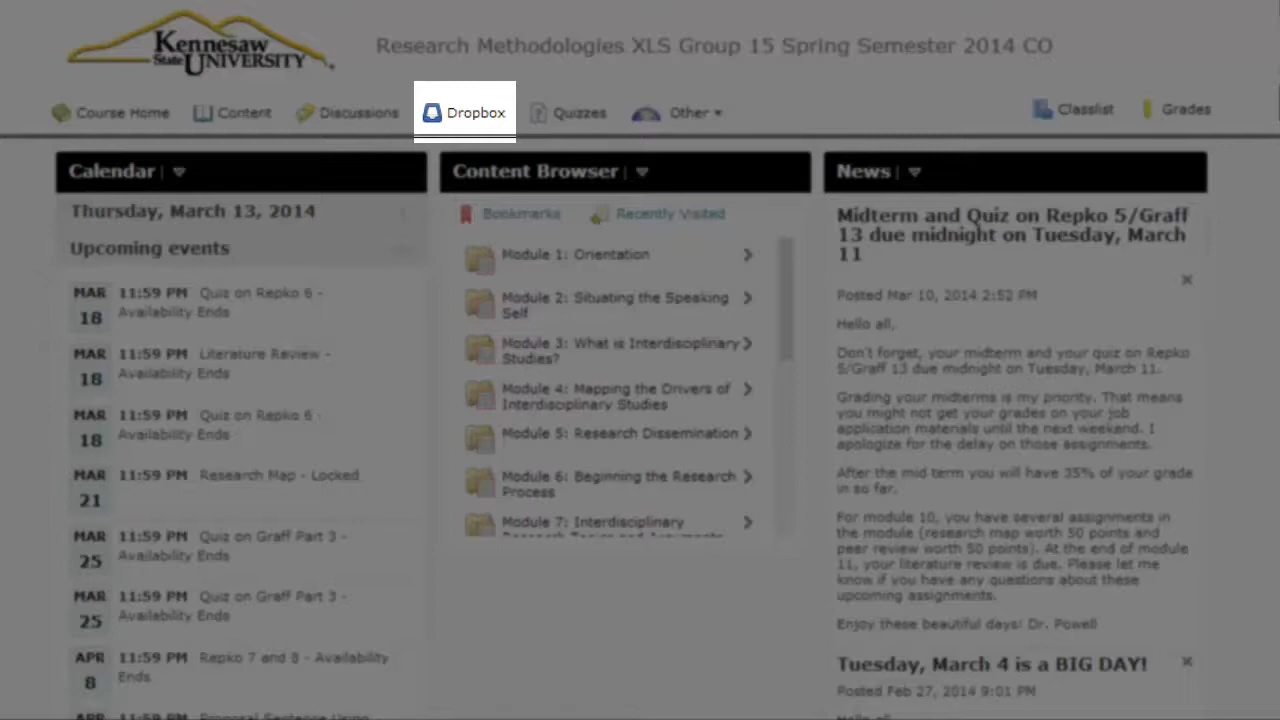 Kennesaw
State UNIVERSITY
Research Methodologies XLS Group 15 Spring Semester 2014 CO
Course Home Content Discussions Dropbox Quizzes Other Classlist Grades
Calendar
Thursday, March 13, 2014
Upcoming events
MAR 18 11:59 PM Quiz on Repko 6 -
Availability Ends
MAR 18 11:59 PM Literature Review -
Availability Ends
MAR 18 11:59 PM Quiz on Repko 6 -
Availability Ends
MAR 21 11:59 PM Research Map - Locked
MAR 25 11:59 PM Quiz on Graff Part 3 -
Availability Ends
MAR 25 11:59 PM Quiz on Graff Part 3 -
Availability Ends
APR 8 11:59 PM Repko 7 and 8 - Availability
Ends
APR 11:59 PM Proposal Sentence Using
Content Browser
Bookmarks Recently Visited
Module 1: Orientation
Module 2: Situating the Speaking
Self
Module 3: What is Interdisciplinary
Studies?
Module 4: Mapping the Drivers of
Interdisciplinary Studies
Module 5: Research Dissemination
Module 6: Beginning the Research
Process
Module 7: Interdisciplinary
Research Topics and Arguments
News
Midterm and Quiz on Repko 5/Graff
13 due midnight on Tuesday, March
11
Posted Mar 10, 2014 2:52 PM
Hello all,
Don't forget, your midterm and your quiz on Repko
5/Graff 13 due midnight on Tuesday, March 11.
Grading your midterms is my priority. That means
you might not get your grades on your job
application materials until the next weekend. I
apologize for the delay on those assignments.
After the mid term you will have 35% of your grade
in so far.
For module 10, you have several assignments in
the module (research map worth 50 points and
peer review worth 50 points). At the end of module
11, your literature review is due. Please let me
know if you have any questions about these
upcoming assignments.
Enjoy these beautiful days! Dr. Powell
Tuesday, March 4 is a BIG DAY!
Posted Feb 27, 2014 9:01 PM
Hello all,